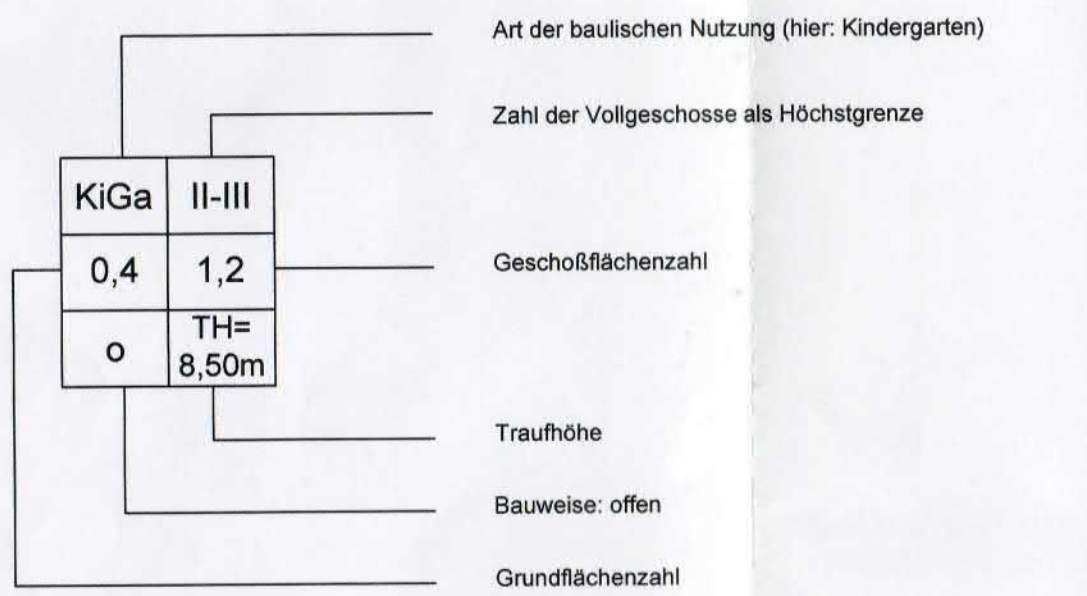 Art der baulischen Nutzung (hier: Kindergarten)
Zahl der Vollgeschosse als Höchstgrenze
KiGa II-III
0,4 1,2
Geschoßflächenzahl
o TH=
8,50m
Traufhöhe
Bauweise: offen
Grundflächenzahl